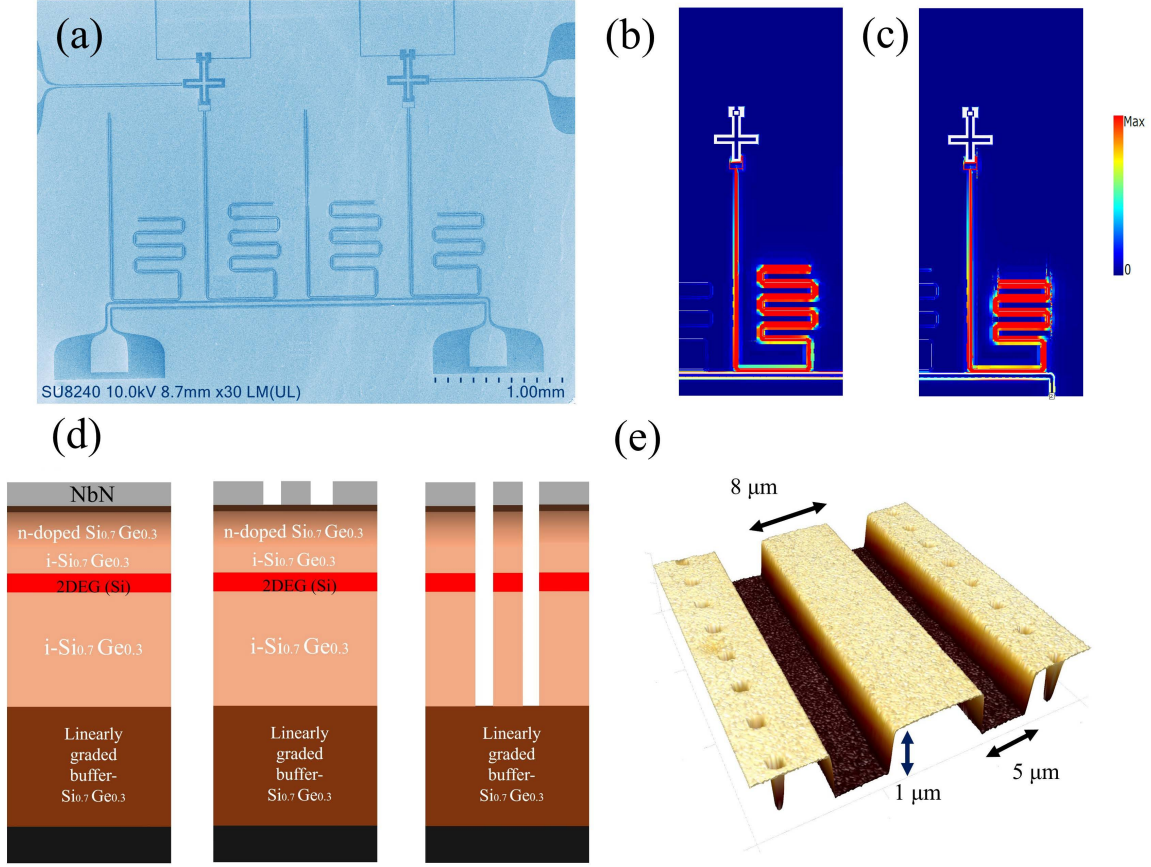 (a)
(b)
(c)
Max
0
SU8240 10.0kV 8.7mm x30 LM(UL)
1.00mm
(d)
(e)
NbN
n-doped Si0.7 Ge0.3
i-Si0.7 Ge0.3
2DEG (Si)
i-Si0.7 Ge0.3
Linearly
graded
buffer-
Si0.7 Ge0.3
n-doped Si0.7 Ge0.3
i-Si0.7 Ge0.3
2DEG (Si)
i-Si0.7 Ge0.3
Linearly
graded
buffer-
Si0.7 Ge0.3
Linearly
graded
buffer-
Si0.7 Ge0.3
8 μm
1 μm
5 μm